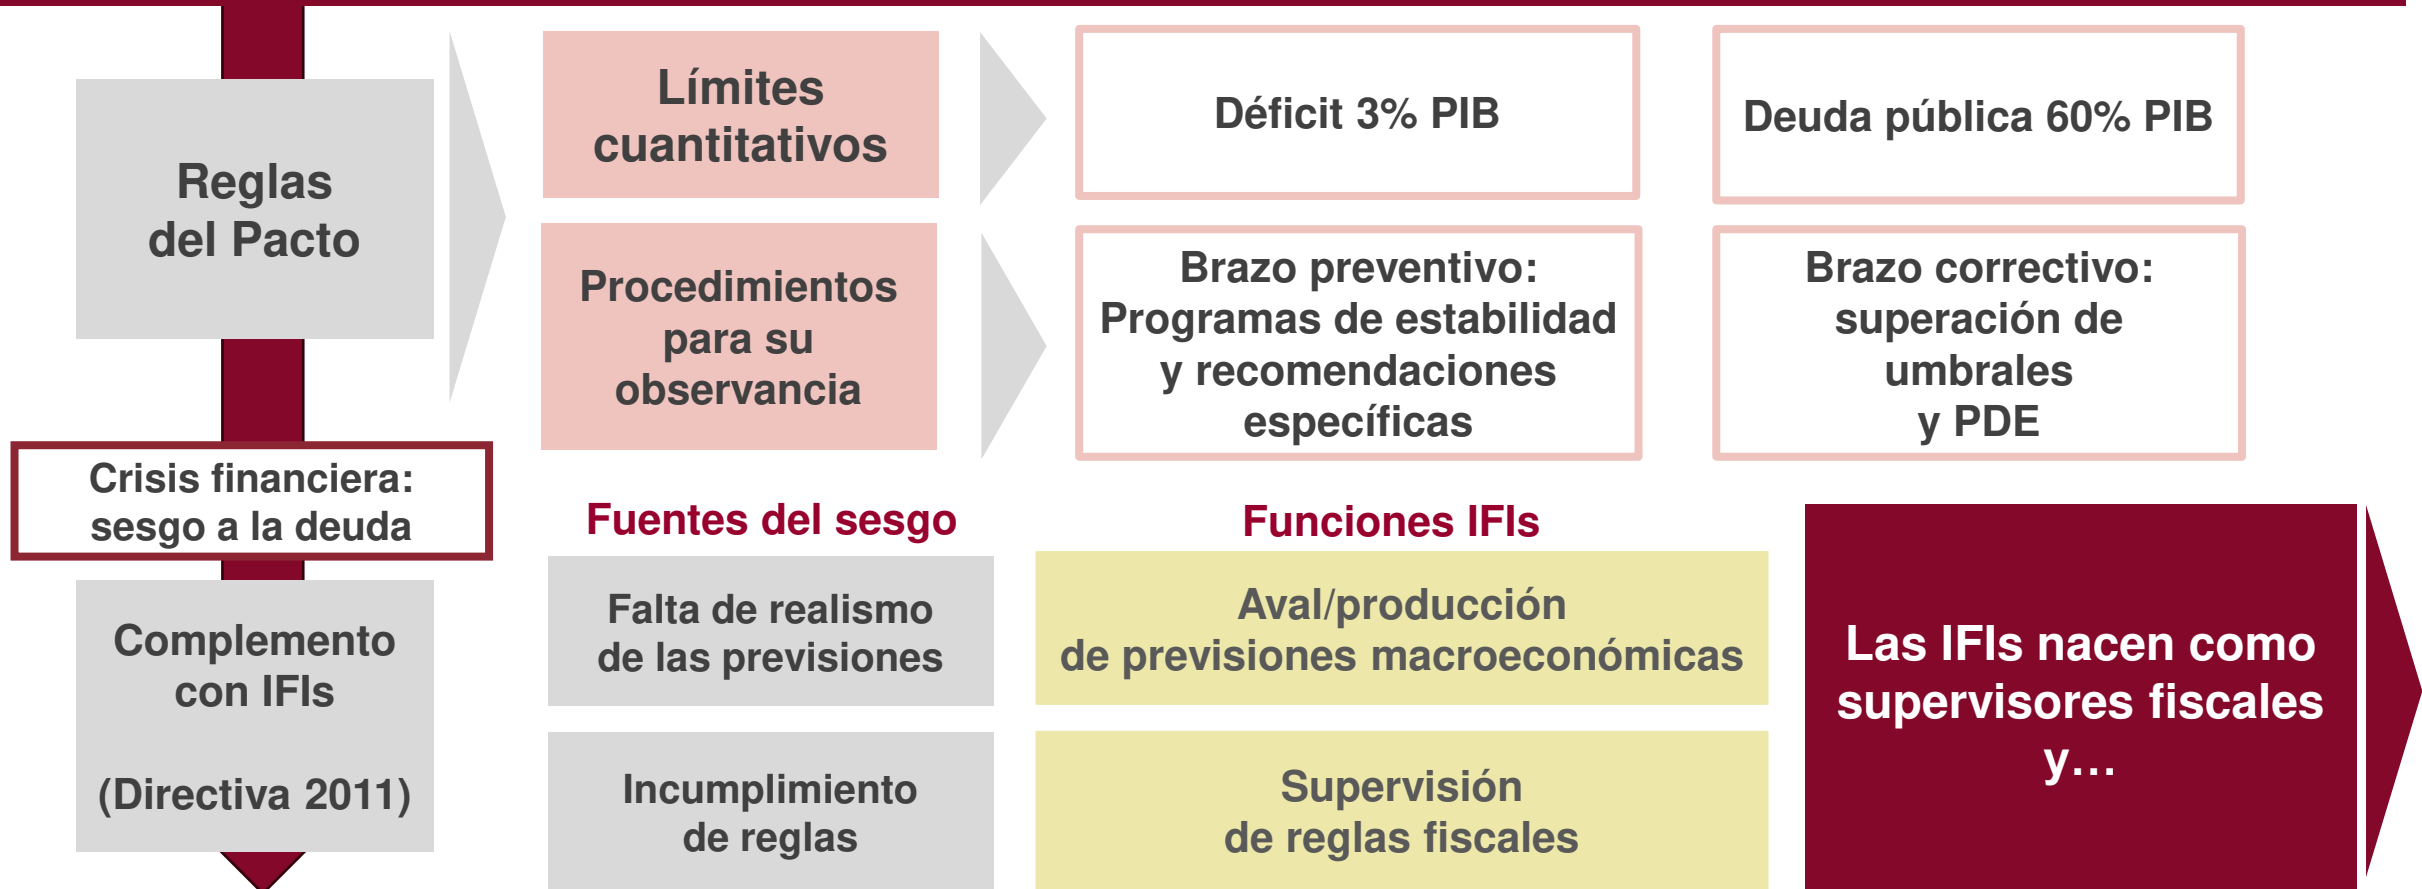 Reglas
del Pacto
Límites
cuantitativos
Déficit 3% PIB
Deuda pública 60% PIB
Procedimientos
para su
observancia
Brazo preventivo:
Programas de estabilidad
y recomendaciones
específicas
Brazo correctivo:
superación de
umbrales
y PDE
Crisis financiera:
sesgo a la deuda
Complemento
con IFIs
(Directiva 2011)
Fuentes del sesgo
Falta de realismo
de las previsiones
Incumplimiento
de reglas
Funciones IFIs
Aval/producción
de previsiones macroeconómicas
Supervisión
de reglas fiscales
Las IFIs nacen como
supervisores fiscales
y…